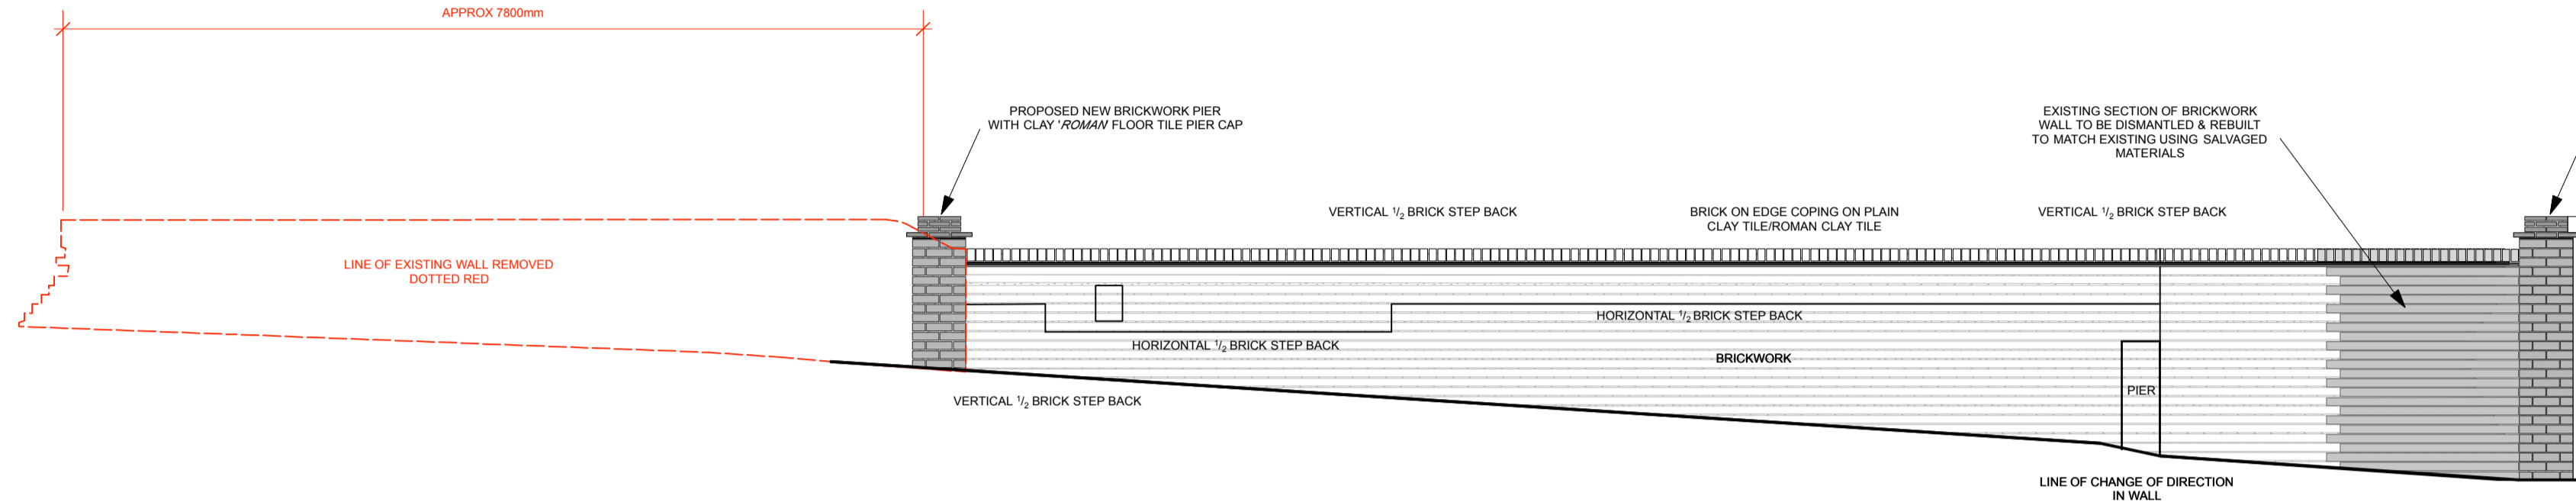 APPROX 7800mm
PROPOSED NEW BRICKWORK PIER
WITH CLAY 'ROMAN' FLOOR TILE PIER CAP
EXISTING SECTION OF BRICKWORK
WALL TO BE DISMANTLED & REBUILT
TO MATCH EXISTING USING SALVAGED
MATERIALS
VERTICAL 1/2 BRICK STEP BACK
BRICK ON EDGE COPING ON PLAIN
CLAY TILE/ROMAN CLAY TILE
VERTICAL 1/2 BRICK STEP BACK
LINE OF EXISTING WALL REMOVED
DOTTED RED
HORIZONTAL 1/2 BRICK STEP BACK
HORIZONTAL 1/2 BRICK STEP BACK
BRICKWORK
PIER
VERTICAL 1/2 BRICK STEP BACK
LINE OF CHANGE OF DIRECTION
IN WALL